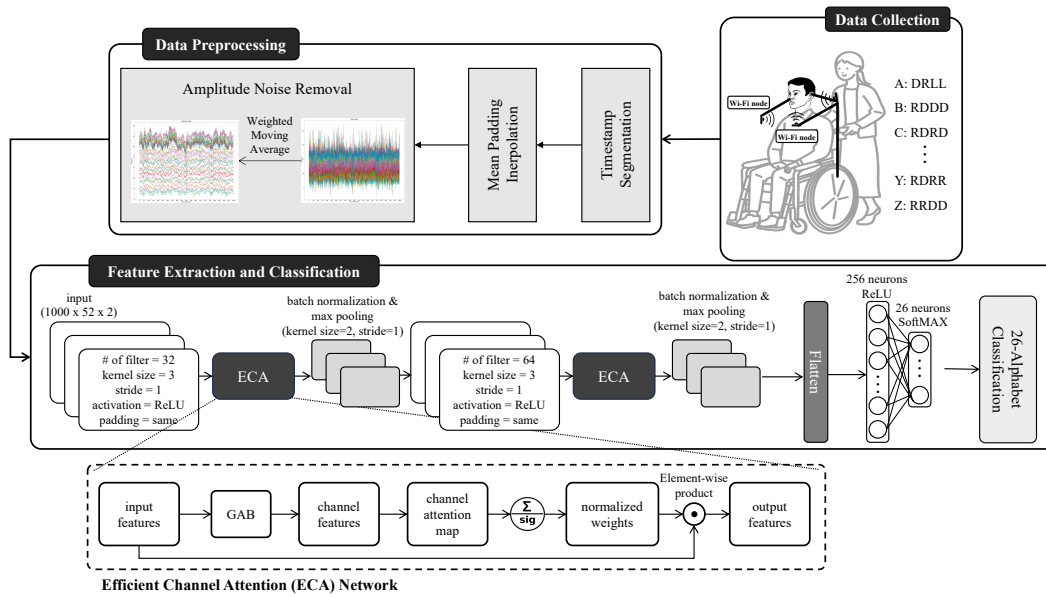 Data Collection
Wi-Fi node
Wi-Fi node
A: DRLL
B: RDDD
C: RDRD
Y: RDRR
Z: RRDD
Data Preprocessing
Timestamp
Segmentation
Mean Padding
Inerpolation
Amplitude Noise Removal
Weighted
Moving
Average
Feature Extraction and Classification
input
(1000 x 52 x 2)
# of filter = 32
kernel size = 3
stride = 1
activation = ReLU
padding = same
ECA
batch normalization &
max pooling
(kernel size=2, stride=1)
# of filter = 64
kernel size = 3
stride = 1
activation = ReLU
padding = same
ECA
batch normalization &
max pooling
(kernel size=2, stride=1)
Flatten
256 neurons
ReLU
26 neurons
SoftMAX
26-Alphabet
Classification
input
features
GAB
channel
features
channel
attention
map
Σ
sig
normalized
weights
Element-wise
product
output
features
Efficient Channel Attention (ECA) Network